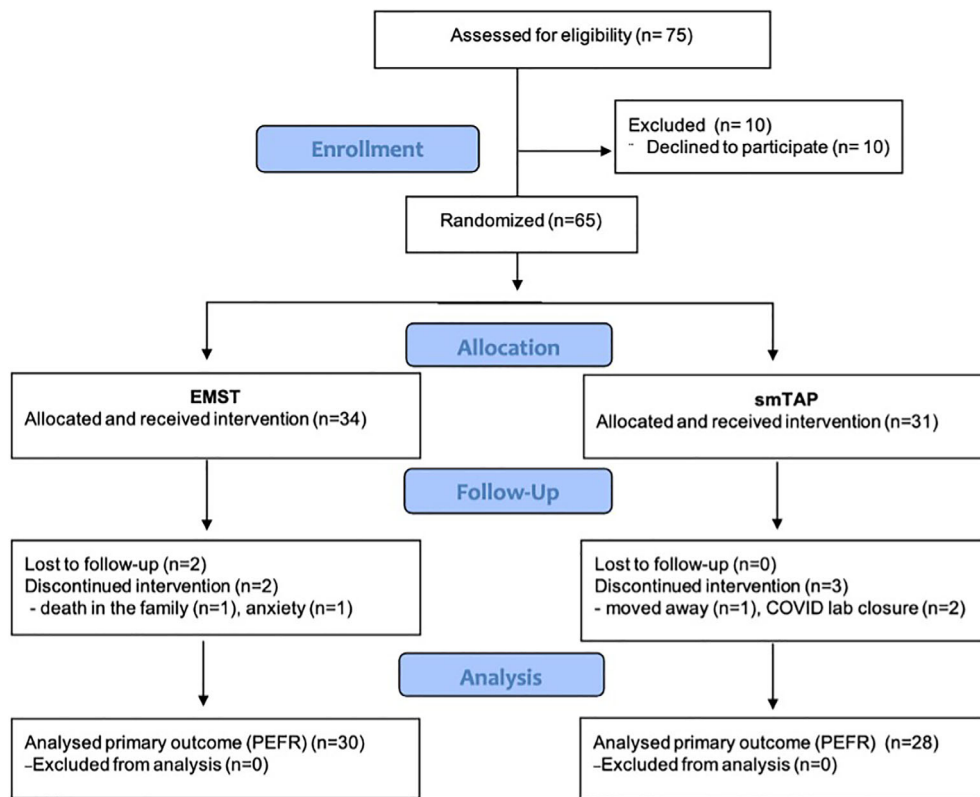 Assessed for eligibility (n= 75)
Excluded (n= 10)
¨ Declined to participate (n= 10)
Enrollment
Randomized (n=65)
Allocation
EMST
Allocated and received intervention (n=34)
smTAP
Allocated and received intervention (n=31)
Follow-Up
Lost to follow-up (n=2)
Discontinued intervention (n=2)
- death in the family (n=1), anxiety (n=1)
Lost to follow-up (n=0)
Discontinued intervention (n=3)
- moved away (n=1), COVID lab closure (n=2)
Analysis
Analysed primary outcome (PEFR) (n=30)
–Excluded from analysis (n=0)
Analysed primary outcome (PEFR) (n=28)
–Excluded from analysis (n=0)